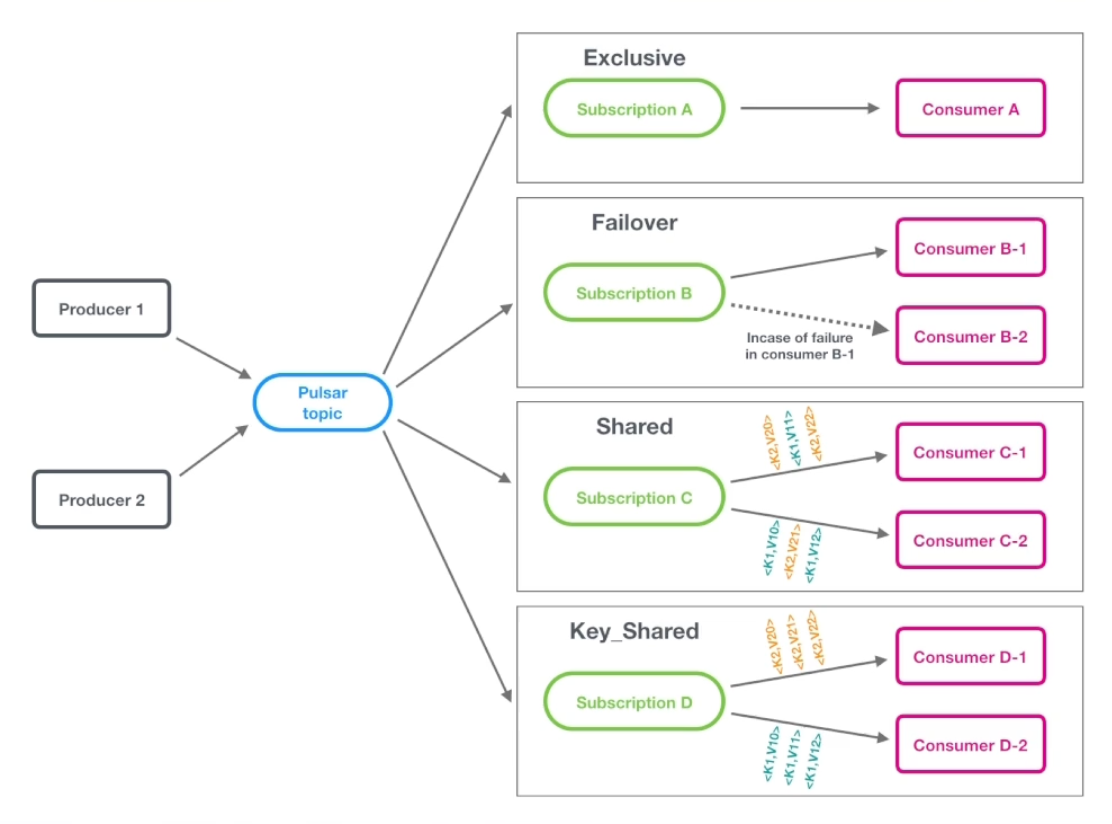 Producer 1
Producer 2
Pulsar
topic
Exclusive
Subscription A
Consumer A
Failover
Subscription B
Consumer B-1
Incase of failure
in consumer B-1
Consumer B-2
Shared
Subscription C
<K2,V20>
<K1,V11>
<K2,V22>
Consumer C-1
<K1,V10>
<K2,V21>
<K1,V12>
Consumer C-2
Key_Shared
Subscription D
<K2,V20>
<K2,V21>
<K2,V22>
Consumer D-1
<K1,V10>
<K1,V11>
<K1,V12>
Consumer D-2